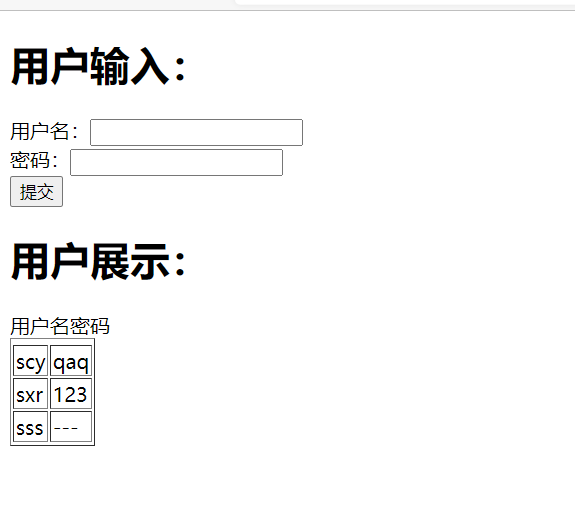 用户输入：
用户名：
密码：
提交
用户展示：
用户名密码
scy qaq
sxr 123
sss ---